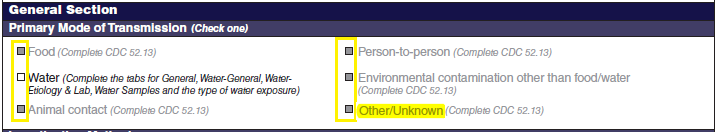 General Section
Primary Mode of Transmission (Check one)
Food (Complete CDC 52.13)
Person-to-person (Complete CDC 52.13)
Water (Complete the tabs for General, Water-General, Water-
Etiology & Lab, Water Samples and the type of water exposure)
Environmental contamination other than food/water
(Complete CDC 52.13)
Animal contact (Complete CDC 52.13)
Other/Unknown (Complete CDC 52.13)